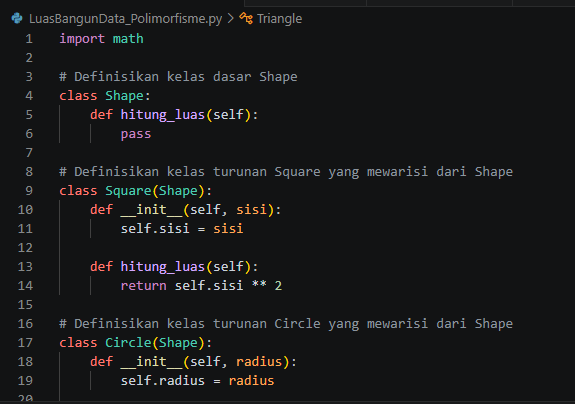 LuasBangunData_Polimorfisme.py > Triangle
1 import math
2
3 # Definisikan kelas dasar Shape
4 class Shape:
5     def hitung_luas(self):
6         pass
7
8 # Definisikan kelas turunan Square yang mewarisi dari Shape
9 class Square(Shape):
10     def __init__(self, sisi):
11         self.sisi = sisi
12
13     def hitung_luas(self):
14         return self.sisi ** 2
15
16 # Definisikan kelas turunan Circle yang mewarisi dari Shape
17 class Circle(Shape):
18     def __init__(self, radius):
19         self.radius = radius
20